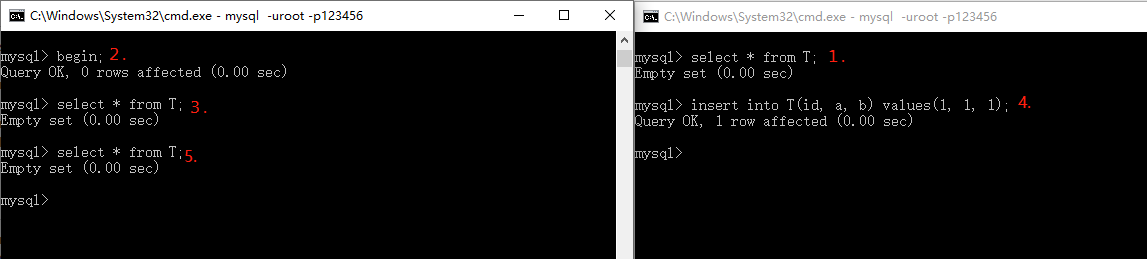 C:\Windows\System32\cmd.exe - mysql  -uroot -p123456
mysql> begin; 2.
Query OK, 0 rows affected (0.00 sec)
mysql> select * from T; 3.
Empty set (0.00 sec)
mysql> select * from T; 5.
Empty set (0.00 sec)
mysql>
C:\Windows\System32\cmd.exe - mysql  -uroot -p123456
mysql> select * from T; 1.
Empty set (0.00 sec)
mysql> insert into T(id, a, b) values(1, 1, 1); 4.
Query OK, 1 row affected (0.00 sec)
mysql>